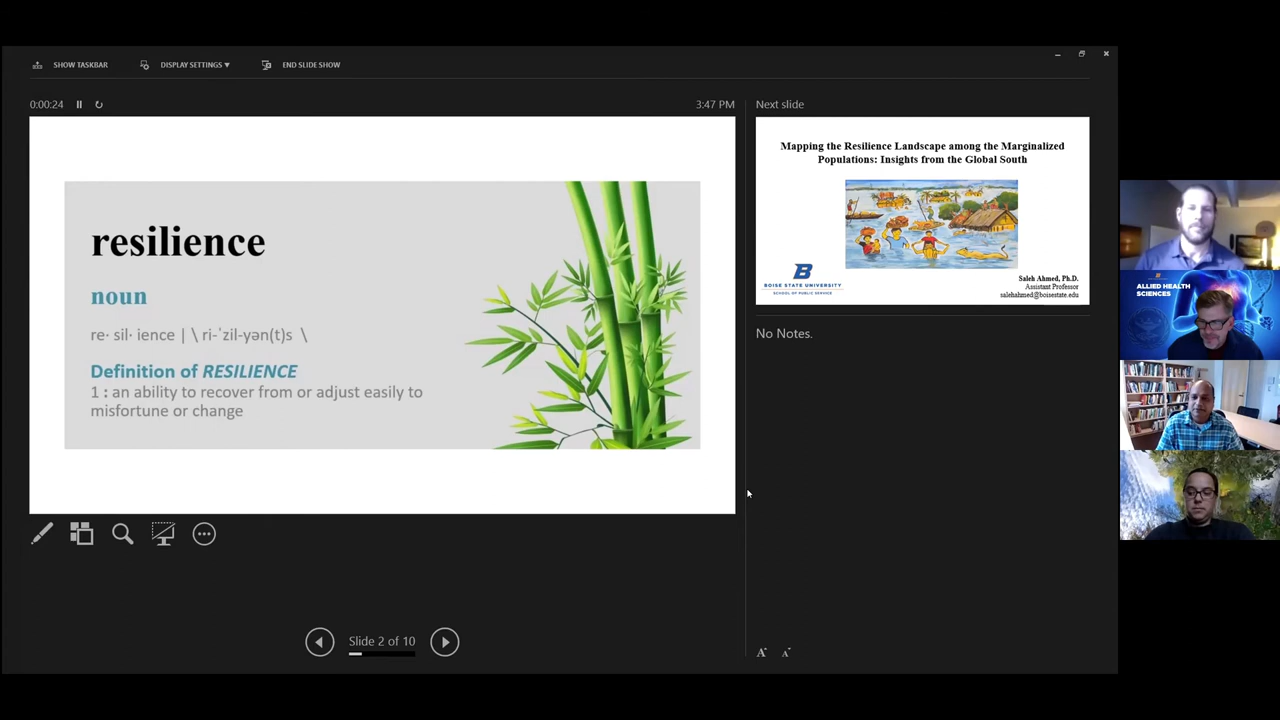 SHOW TASKBAR
DISPLAY SETTINGS ▼
END SLIDE SHOW
0:00:24
3:47 PM
resilience
noun
re· sil· ience | \ ri-ˈzil-yən(t)s \
Definition of RESILIENCE
1 : an ability to recover from or adjust easily to
misfortune or change
Next slide
Mapping the Resilience Landscape among the Marginalized
Populations: Insights from the Global South
B
BOISE STATE UNIVERSITY
SCHOOL OF PUBLIC SERVICE
Saleh Ahmed, Ph.D.
Assistant Professor
salehahmed@boisestate.edu
No Notes.
Slide 2 of 10
A
A
ALLIED HEALTH
SCIENCES